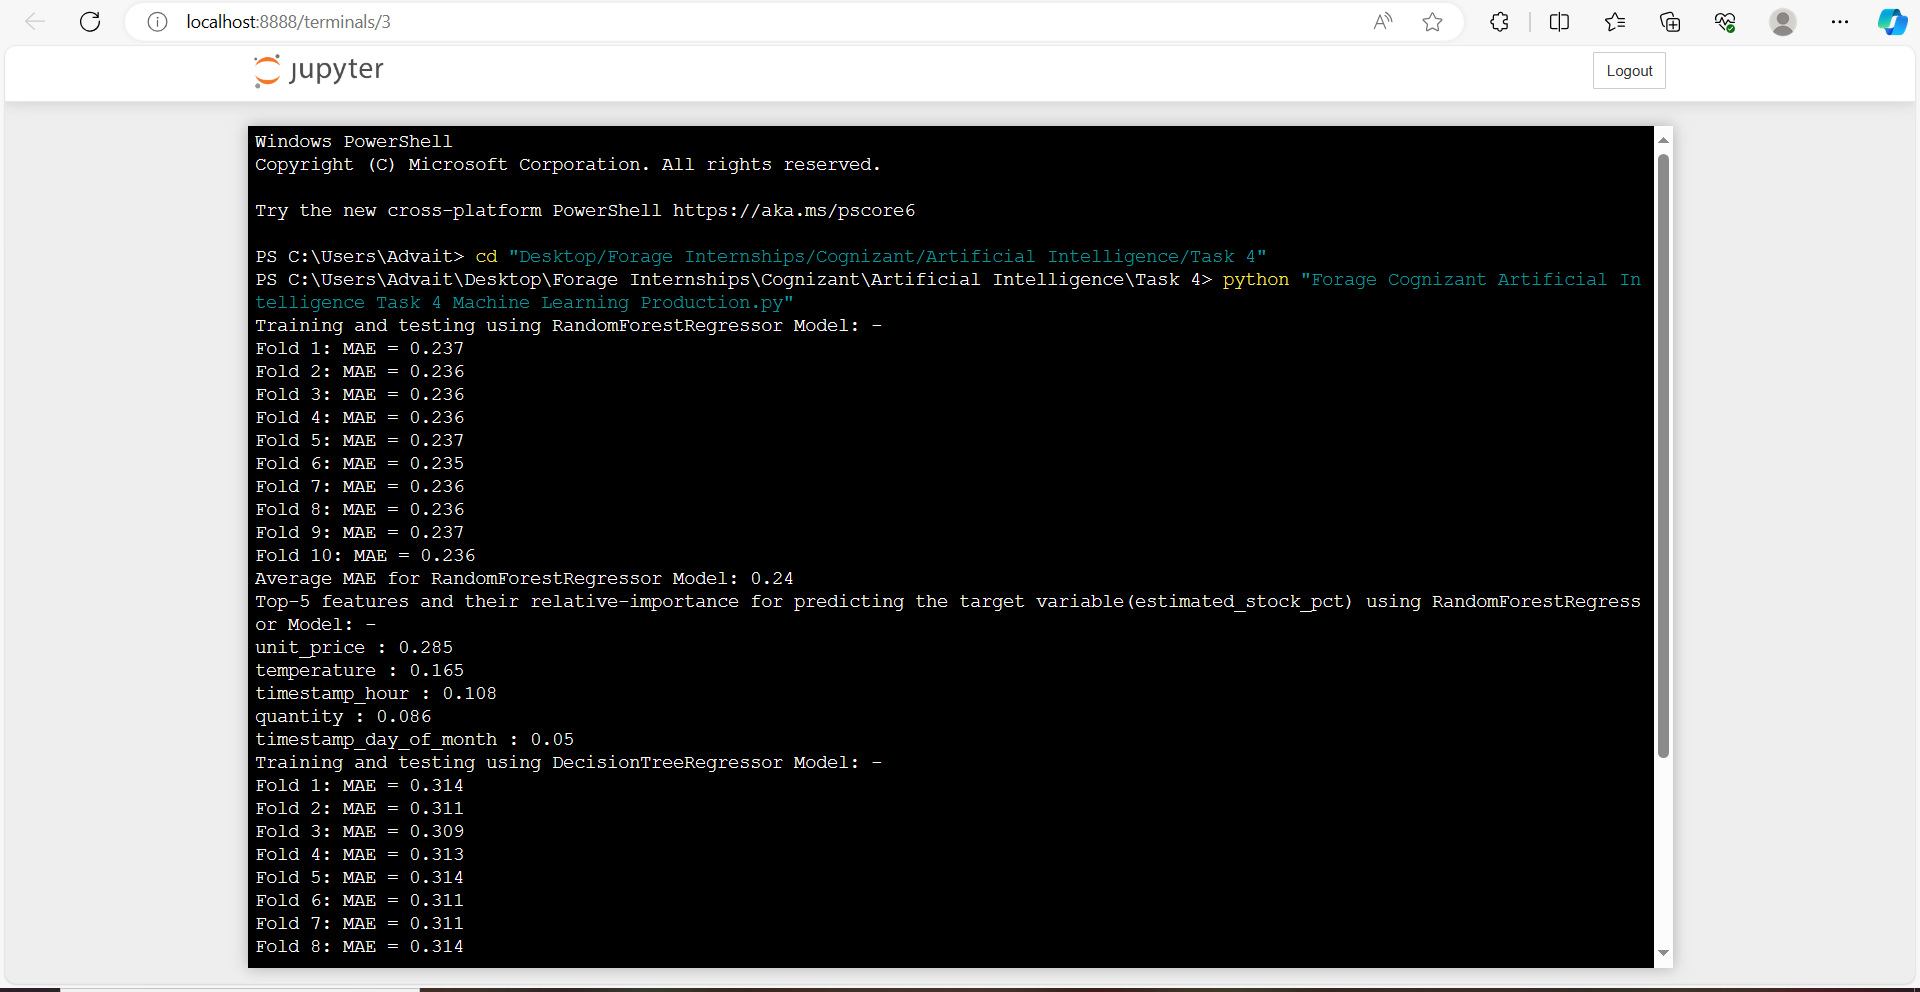 localhost:8888/terminals/3
jupyter
Logout
Windows PowerShell
Copyright (C) Microsoft Corporation. All rights reserved.
Try the new cross-platform PowerShell https://aka.ms/pscore6
PS C:\Users\Advait> cd "Desktop/Forage Internships/Cognizant/Artificial Intelligence/Task 4"
PS C:\Users\Advait\Desktop\Forage Internships\Cognizant\Artificial Intelligence\Task 4> python "Forage Cognizant Artificial In
telligence Task 4 Machine Learning Production.py"
Training and testing using RandomForestRegressor Model: -
Fold 1: MAE = 0.237
Fold 2: MAE = 0.236
Fold 3: MAE = 0.236
Fold 4: MAE = 0.236
Fold 5: MAE = 0.237
Fold 6: MAE = 0.235
Fold 7: MAE = 0.236
Fold 8: MAE = 0.236
Fold 9: MAE = 0.237
Fold 10: MAE = 0.236
Average MAE for RandomForestRegressor Model: 0.24
Top-5 features and their relative-importance for predicting the target variable(estimated_stock_pct) using RandomForestRegress
or Model: -
unit_price : 0.285
temperature : 0.165
timestamp_hour : 0.108
quantity : 0.086
timestamp_day_of_month : 0.05
Training and testing using DecisionTreeRegressor Model: -
Fold 1: MAE = 0.314
Fold 2: MAE = 0.311
Fold 3: MAE = 0.309
Fold 4: MAE = 0.313
Fold 5: MAE = 0.314
Fold 6: MAE = 0.311
Fold 7: MAE = 0.311
Fold 8: MAE = 0.314